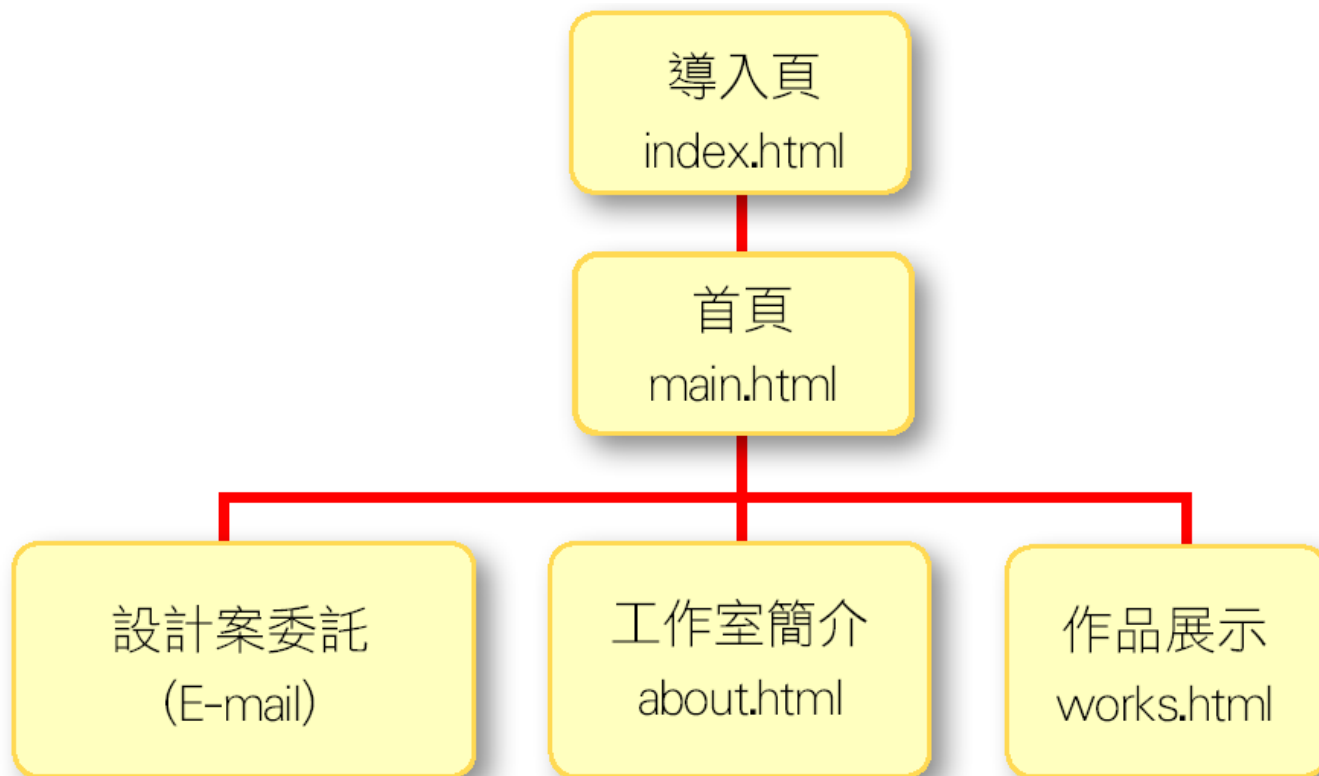 導入頁
index.html
首頁
main.html
設計案委託
(E-mail)
工作室簡介
about.html
作品展示
works.html